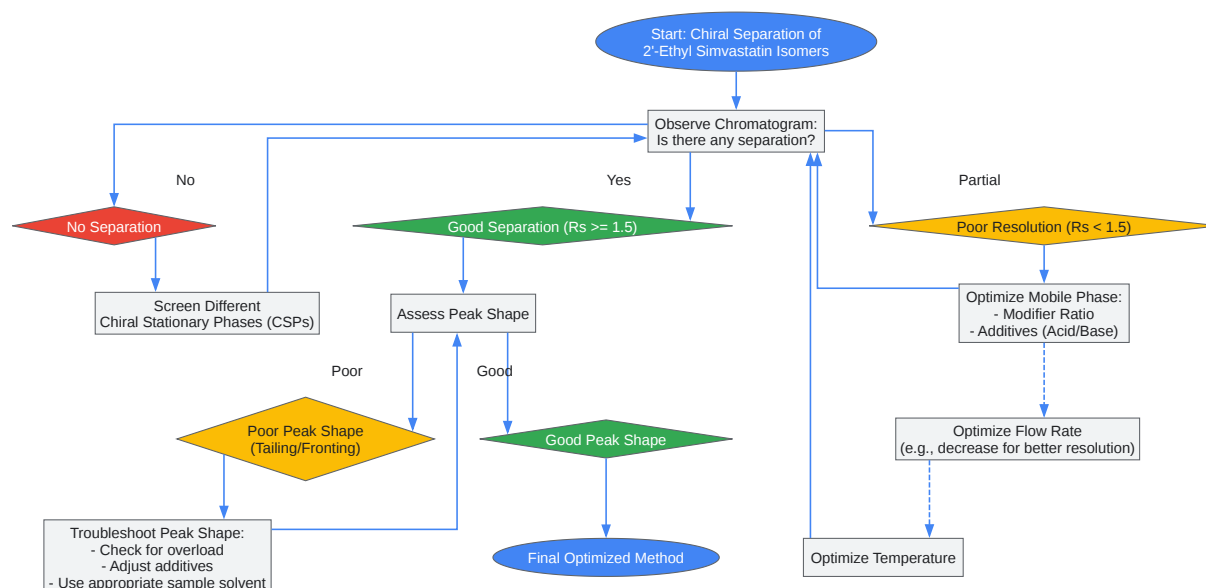 Start: Chiral Separation of
2'-Ethyl Simvastatin Isomers
Observe Chromatogram:
Is there any separation?
No
Yes
Partial
No Separation
Good Separation (Rs >= 1.5)
Poor Resolution (Rs < 1.5)
Screen Different
Chiral Stationary Phases (CSPs)
Assess Peak Shape
Optimize Mobile Phase:
- Modifier Ratio
- Additives (Acid/Base)
Poor
Good
Poor Peak Shape
(Tailing/Fronting)
Good Peak Shape
Optimize Flow Rate
(e.g., decrease for better resolution)
Troubleshoot Peak Shape:
- Check for overload
- Adjust additives
- Use appropriate sample solvent
Final Optimized Method
Optimize Temperature